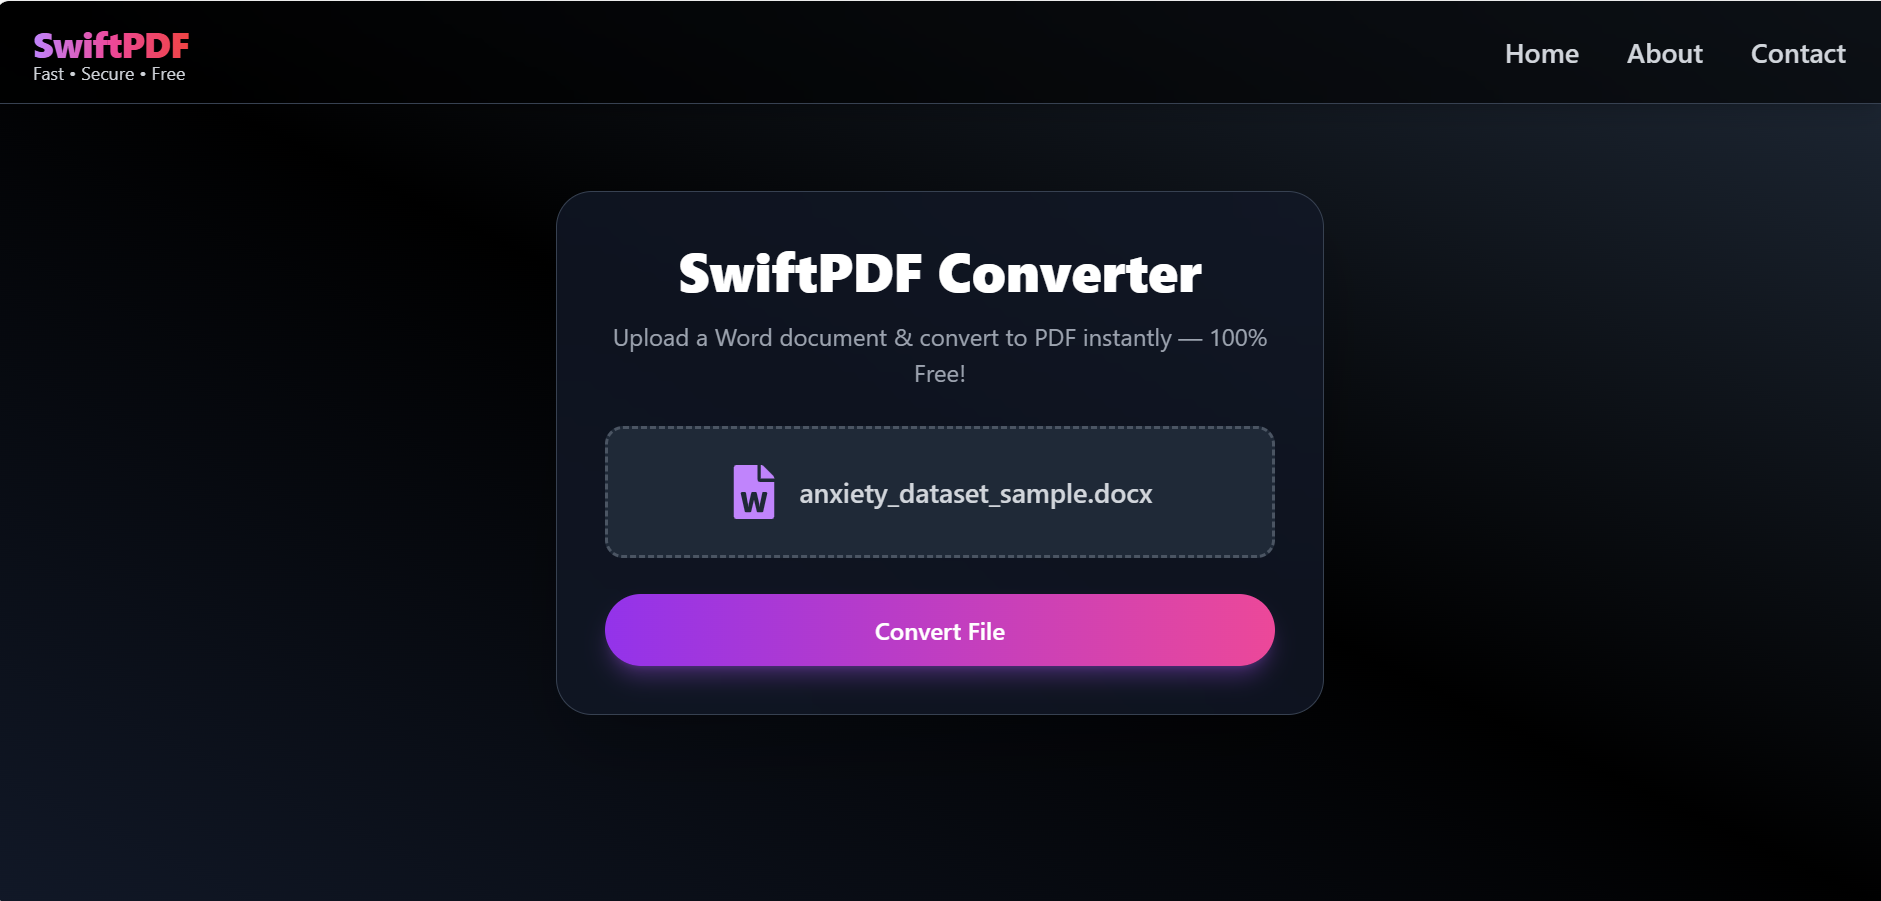 SwiftPDF
Fast • Secure • Free
Home About Contact
SwiftPDF Converter
Upload a Word document & convert to PDF instantly — 100%
Free!
W
anxiety_dataset_sample.docx
Convert File